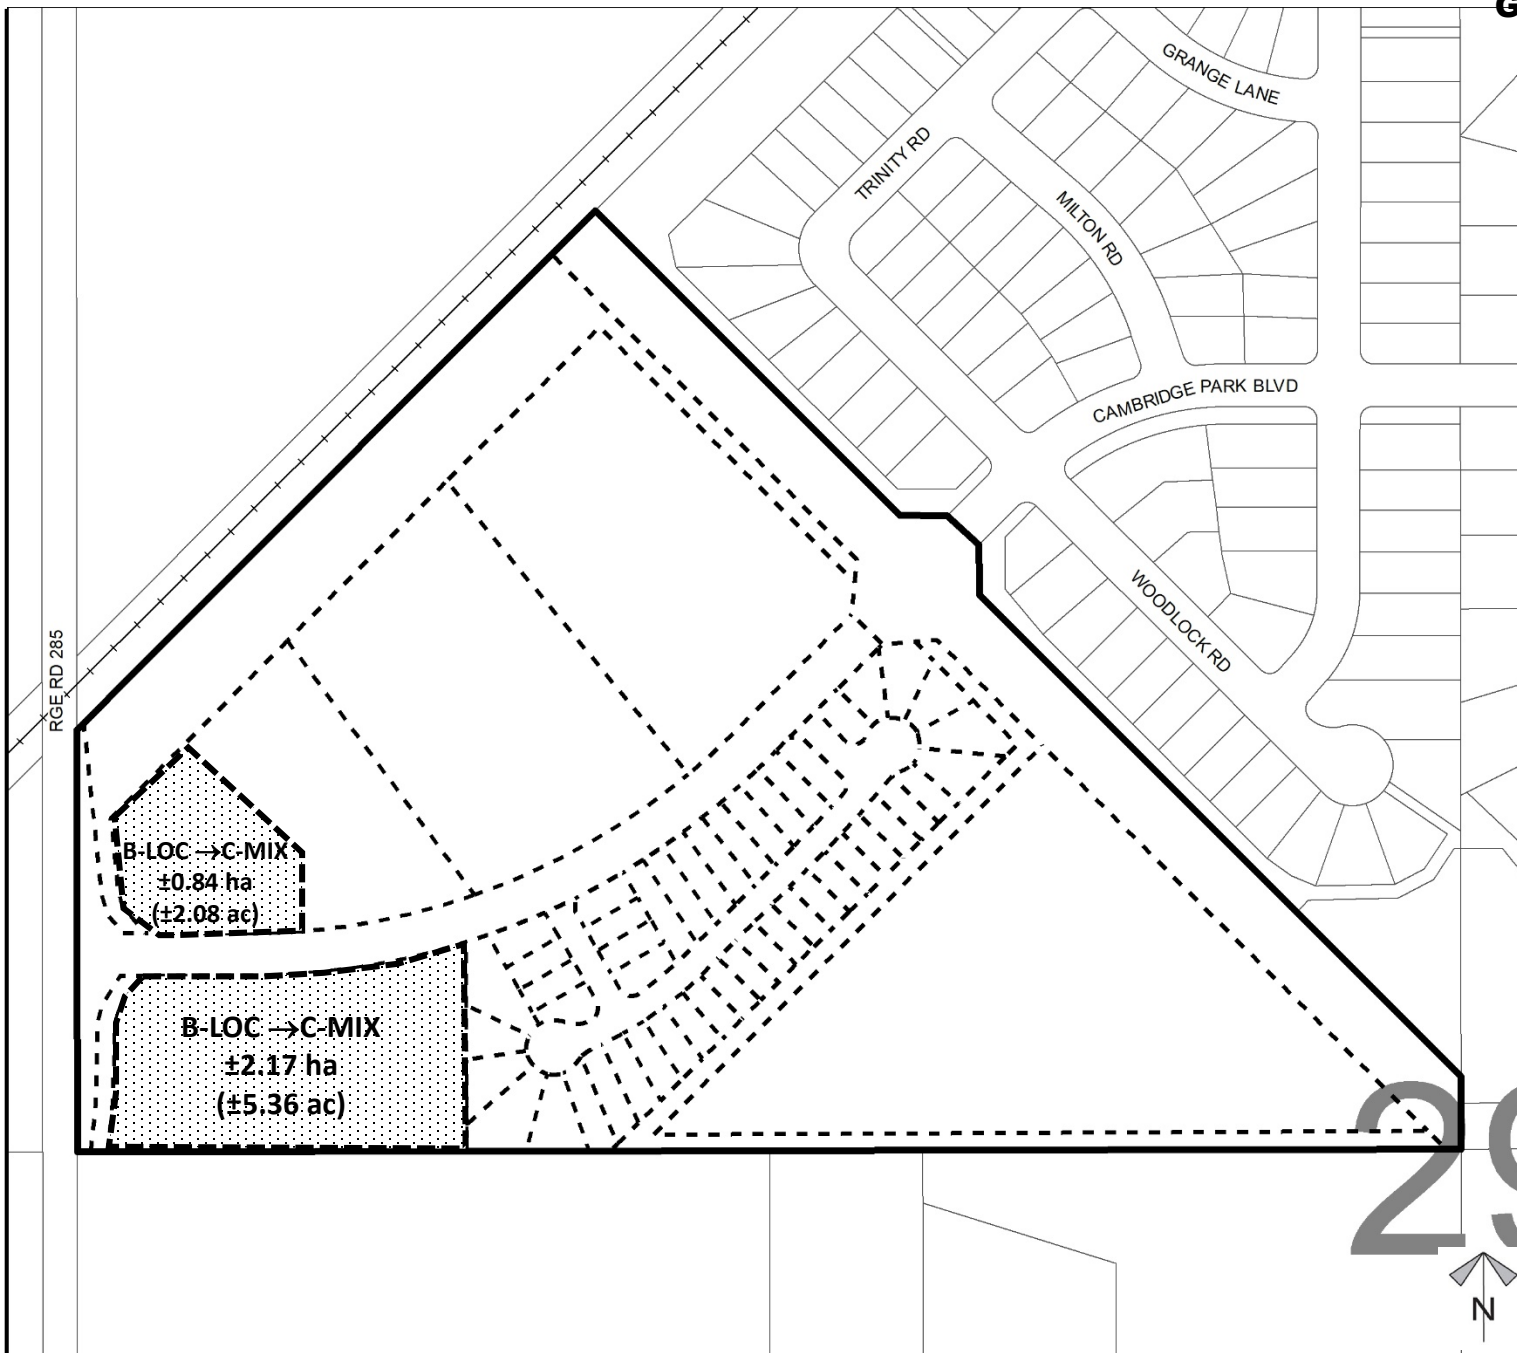 G
GRANGE LANE
TRINITY RD
MILTON RD
CAMBRIDGE PARK BLVD
WOODLOCK RD
RGE RD 285
B-LOC →C-MIX
±0.84 ha
(±2.08 ac)
B-LOC →C-MIX
±2.17 ha
(±5.36 ac)
29
N